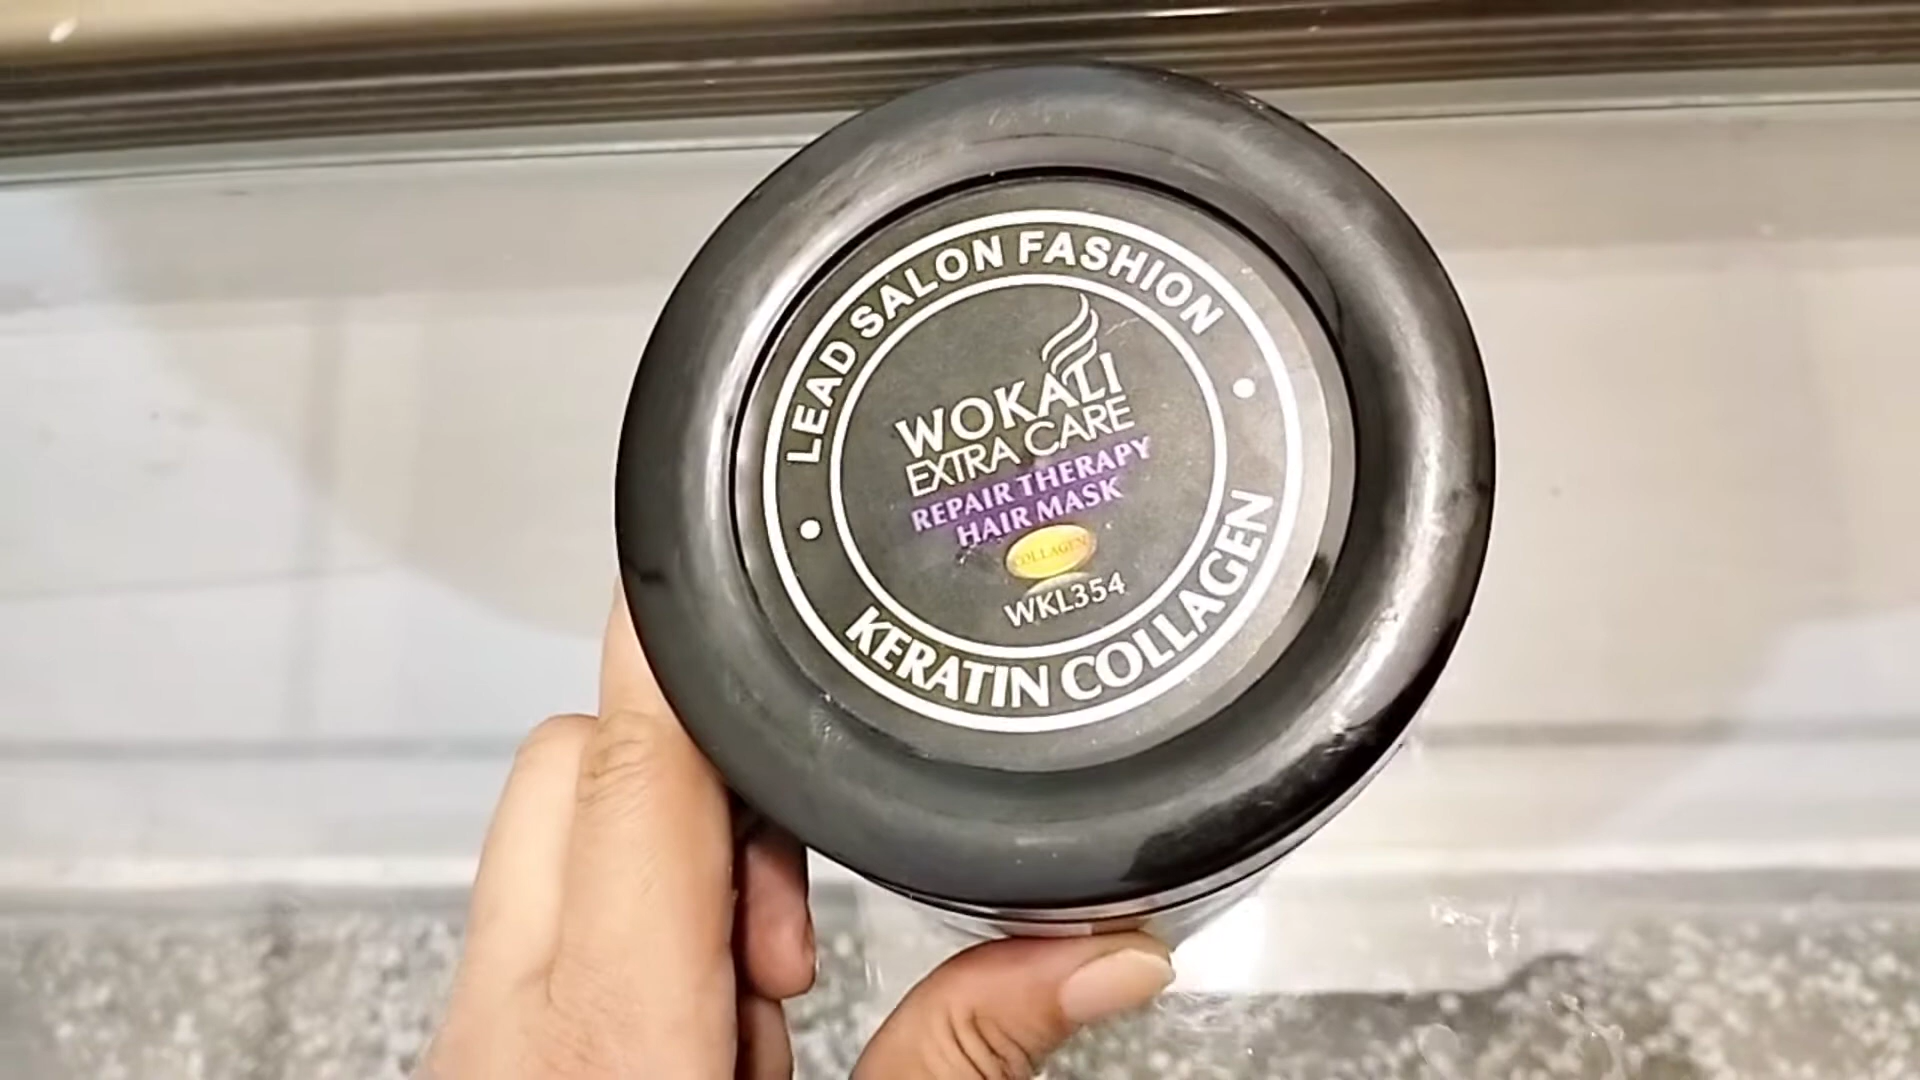 LEAD SALON FASHION
WOKALI
EXTRA CARE
REPAIR THERAPY
HAIR MASK
COLLAGEN
WKL354
KERATIN COLLAGEN